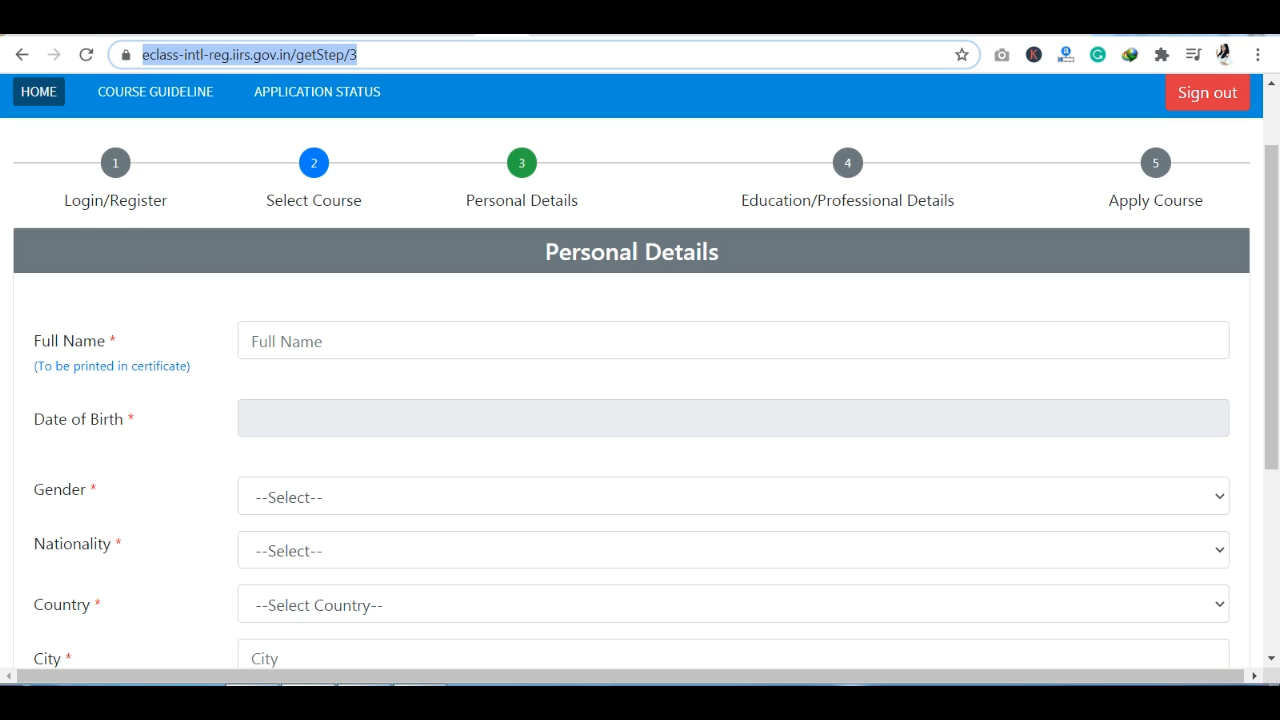 eclass-intl-reg.iirs.gov.in/getStep/3
HOME COURSE GUIDELINE APPLICATION STATUS Sign out
1 2 3 4 5
Login/Register Select Course Personal Details Education/Professional Details Apply Course
Personal Details
Full Name * Full Name
(To be printed in certificate)
Date of Birth *
Gender * --Select--
Nationality * --Select--
Country * --Select Country--
City * City